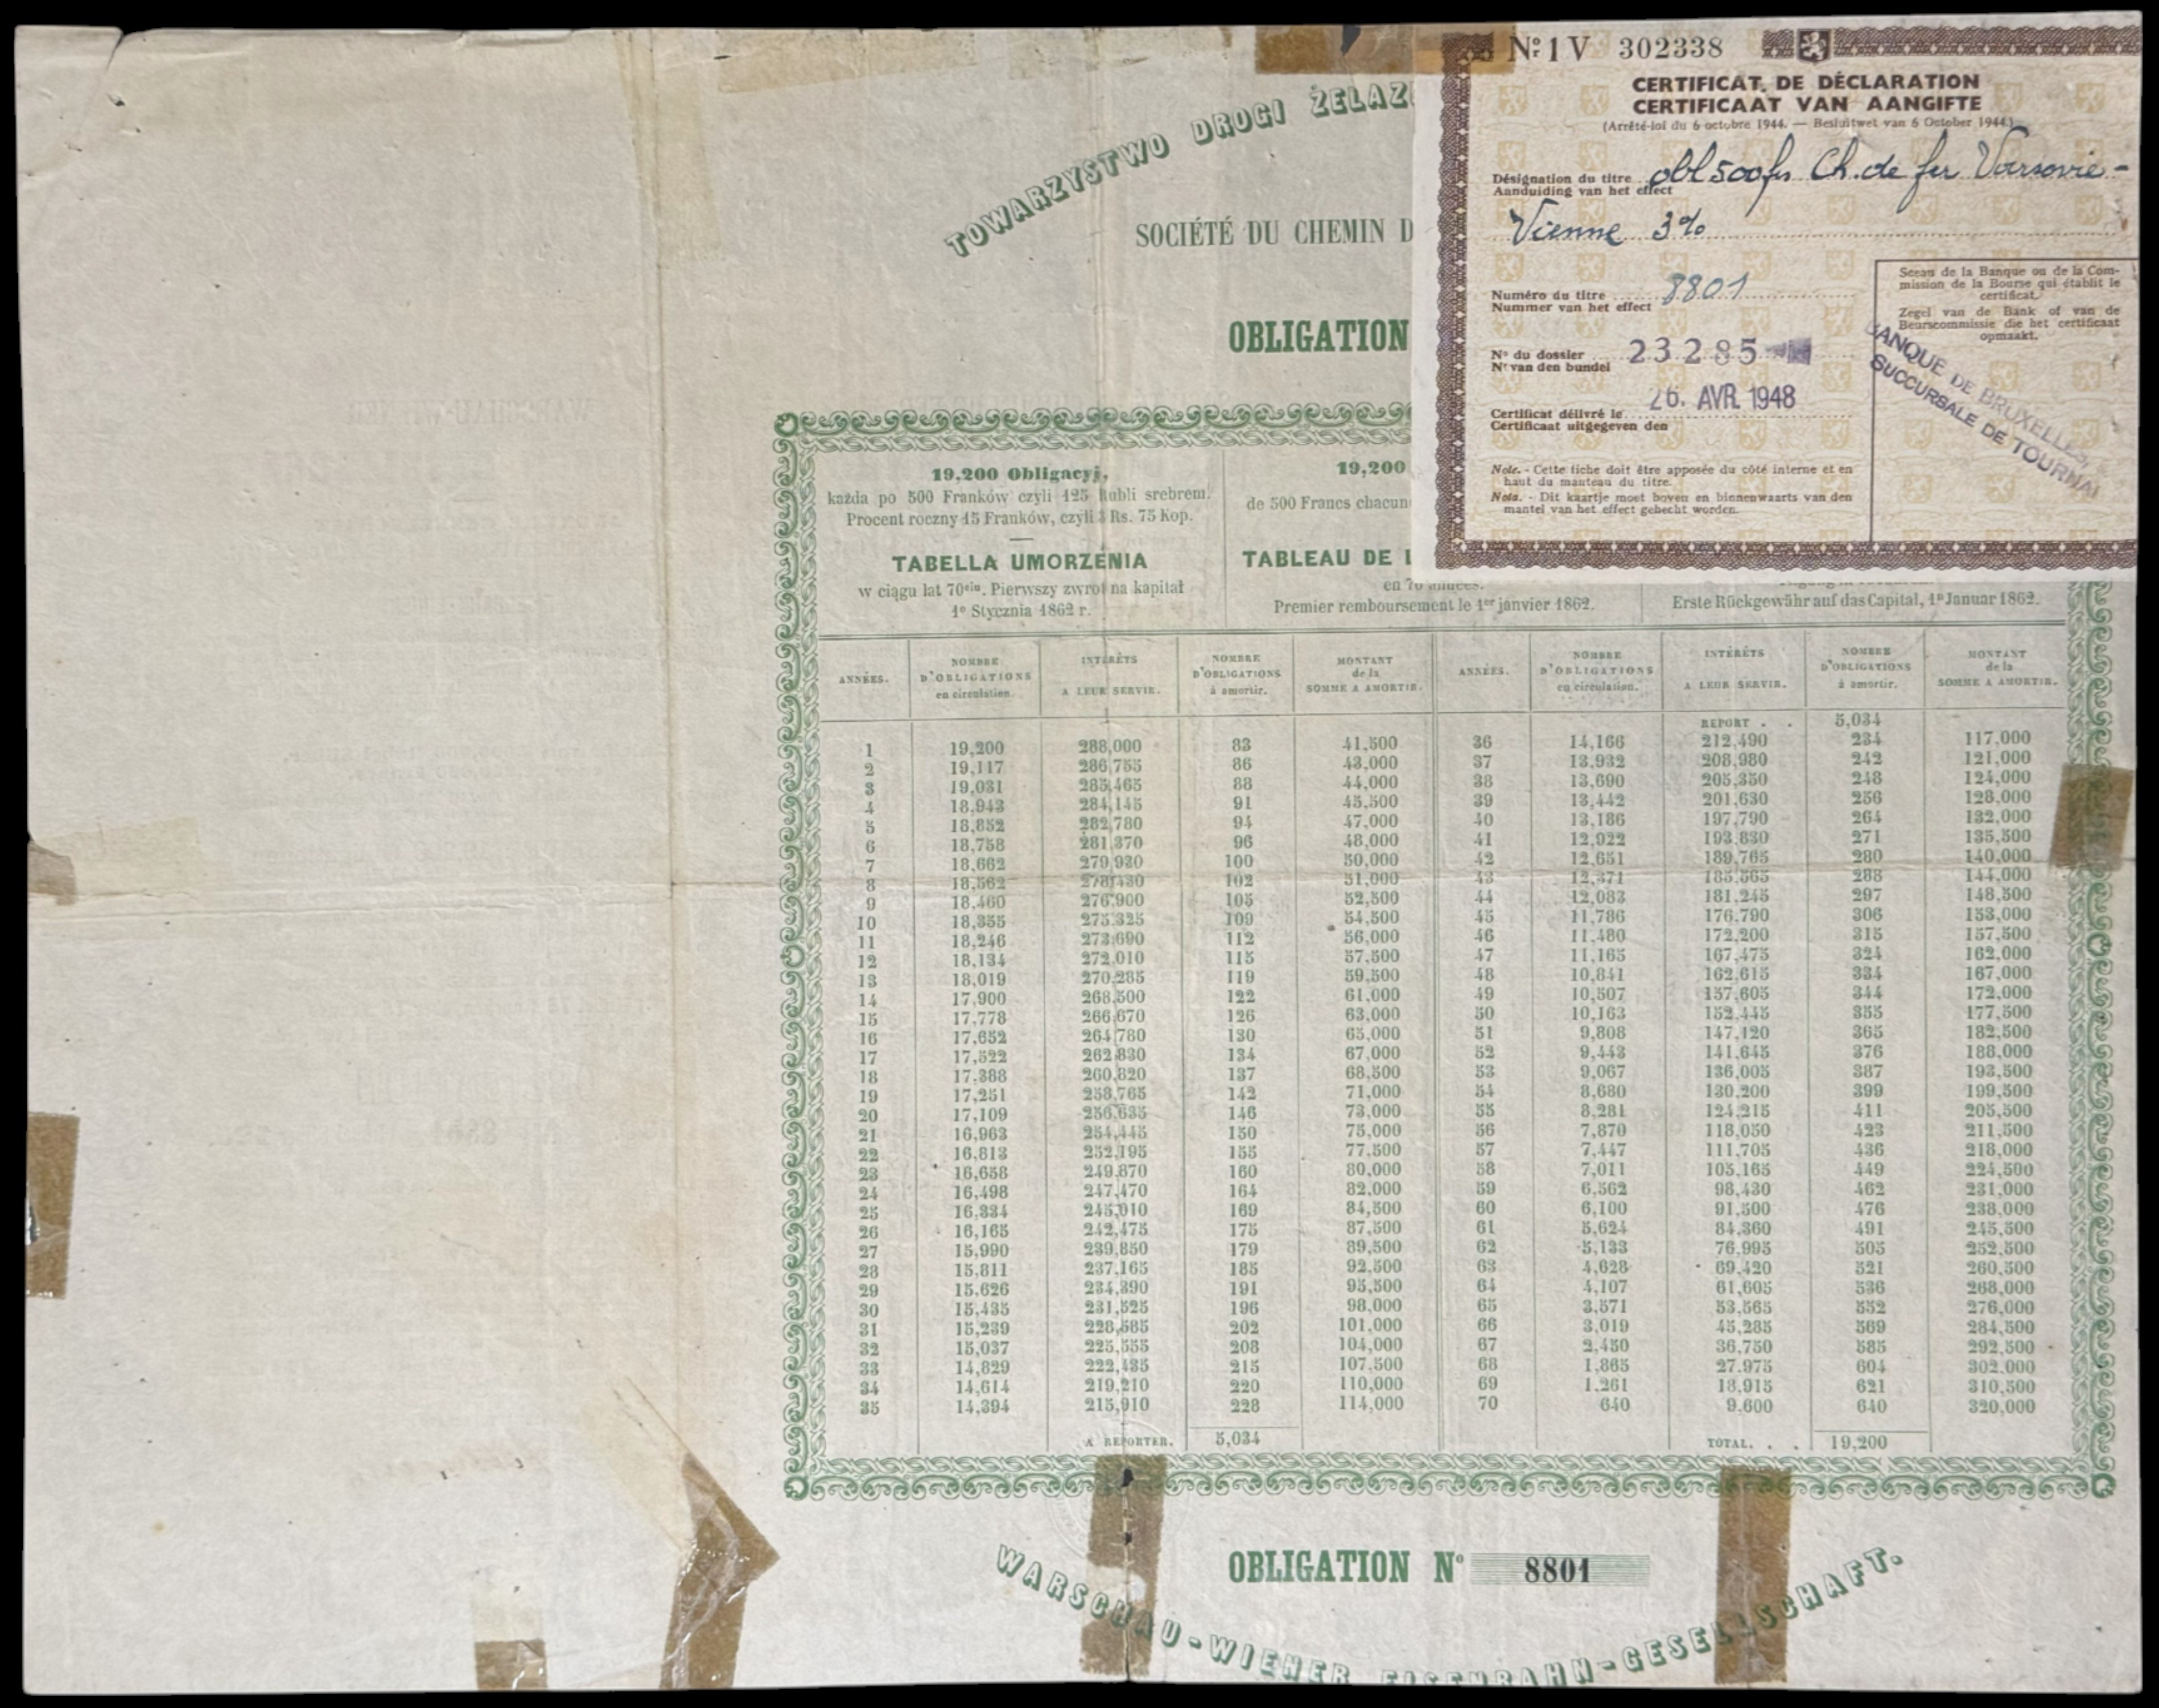 TOWARZYSTWO DROGI ŻELAZ
SOCIÉTÉ DU CHEMIN D
OBLIGATION
Nº 1 V 302338
CERTIFICAT DE DÉCLARATION
CERTIFICAAT VAN AANGIFTE
(Arrêté-loi du 6 octobre 1944. — Besluitwet van 6 October 1944.)
Désignation du titre obl 500 frs Ch. de fer Varsovie-
Aanduiding van het effect
Vienne 3%
Numéro du titre 8801
Nummer van het effect
Nº du dossier 23285
Nr van den bundel
Certificat délivré le 26. AVR. 1948
Certificaat uitgegeven den
Note. - Cette fiche doit être apposée du côté interne et en
haut du manteau du titre.
Nota. - Dit kaartje moet boven en binnenwaarts van den
mantel van het effect gehecht worden.
Sceau de la Banque ou de la Com-
mission de la Bourse qui établit le
certificat.
Zegel van de Bank of van de
Beurscommissie die het certificaat
opmaakt.
BANQUE DE BRUXELLES,
SUCCURSALE DE TOURNAI
19,200 Obligacyj,
każda po 500 Franków czyli 125 Rubli srebrem.
Procent roczny 15 Franków, czyli 3 Rs. 75 Kop.
TABELLA UMORZENIA
w ciągu lat 70ciu. Pierwszy zwrot na kapitał
1º Stycznia 1862 r.
19,200
de 500 Francs chacun
TABLEAU DE L
en 70 années.
Premier remboursement le 1er janvier 1862.
Erste Rückgewähr auf das Capital, 1n Januar 1862.
ANNÉES. NOMBRE D'OBLIGATIONS en circulation. INTÉRÊTS A LEUR SERVIR. NOMBRE D'OBLIGATIONS à amortir. MONTANT de la SOMME A AMORTIR. ANNÉES. NOMBRE D'OBLIGATIONS en circulation. INTÉRÊTS A LEUR SERVIR. NOMBRE D'OBLIGATIONS à amortir. MONTANT de la SOMME A AMORTIR.
REPORT . . 5,034
1 19,200 288,000 83 41,500 36 14,166 212,490 234 117,000
2 19,117 286,755 86 43,000 37 13,932 208,980 242 121,000
3 19,031 285,465 88 44,000 38 13,690 205,350 248 124,000
4 18,943 284,145 91 45,500 39 13,442 201,630 256 128,000
5 18,852 282,780 94 47,000 40 13,186 197,790 264 132,000
6 18,758 281,370 96 48,000 41 12,922 193,830 271 135,500
7 18,662 279,930 100 50,000 42 12,651 189,765 280 140,000
8 18,562 278,430 102 51,000 43 12,371 185,565 288 144,000
9 18,460 276,900 105 52,500 44 12,083 181,245 297 148,500
10 18,355 275,325 109 54,500 45 11,786 176,790 306 153,000
11 18,246 273,690 112 56,000 46 11,480 172,200 315 157,500
12 18,134 272,010 115 57,500 47 11,165 167,475 324 162,000
13 18,019 270,285 119 59,500 48 10,841 162,615 334 167,000
14 17,900 268,500 122 61,000 49 10,507 157,605 344 172,000
15 17,778 266,670 126 63,000 50 10,163 152,445 355 177,500
16 17,652 264,780 130 65,000 51 9,808 147,120 365 182,500
17 17,522 262,830 134 67,000 52 9,443 141,645 376 188,000
18 17,388 260,820 137 68,500 53 9,067 136,005 387 193,500
19 17,251 258,765 142 71,000 54 8,680 130,200 399 199,500
20 17,109 256,635 146 73,000 55 8,281 124,215 411 205,500
21 16,963 254,445 150 75,000 56 7,870 118,050 423 211,500
22 16,813 252,195 155 77,500 57 7,447 111,705 436 218,000
23 16,658 249,870 160 80,000 58 7,011 105,165 449 224,500
24 16,498 247,470 164 82,000 59 6,562 98,430 462 231,000
25 16,334 245,010 169 84,500 60 6,100 91,500 476 238,000
26 16,165 242,475 175 87,500 61 5,624 84,360 491 245,500
27 15,990 239,850 179 89,500 62 5,133 76,995 505 252,500
28 15,811 237,165 185 92,500 63 4,628 69,420 521 260,500
29 15,626 234,390 191 95,500 64 4,107 61,605 536 268,000
30 15,435 231,525 196 98,000 65 3,571 53,565 552 276,000
31 15,239 228,585 202 101,000 66 3,019 45,285 569 284,500
32 15,037 225,555 208 104,000 67 2,450 36,750 585 292,500
33 14,829 222,435 215 107,500 68 1,865 27,975 604 302,000
34 14,614 219,210 220 110,000 69 1,261 18,915 621 310,500
35 14,394 215,910 228 114,000 70 640 9,600 640 320,000
A REPORTER. 5,034 TOTAL. . . 19,200
OBLIGATION Nº 8801
WARSCHAU-WIENER EISENBAHN-GESELLSCHAFT.